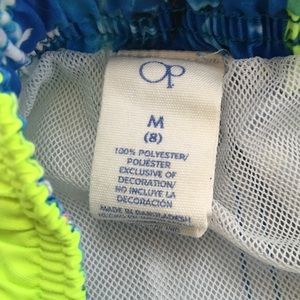 Op
M
(8)
100% POLYESTER/
POLIÉSTER
EXCLUSIVE OF
DECORATION/
NO INCLUYE LA
DECORACIÓN
MADE IN BANGLADESH